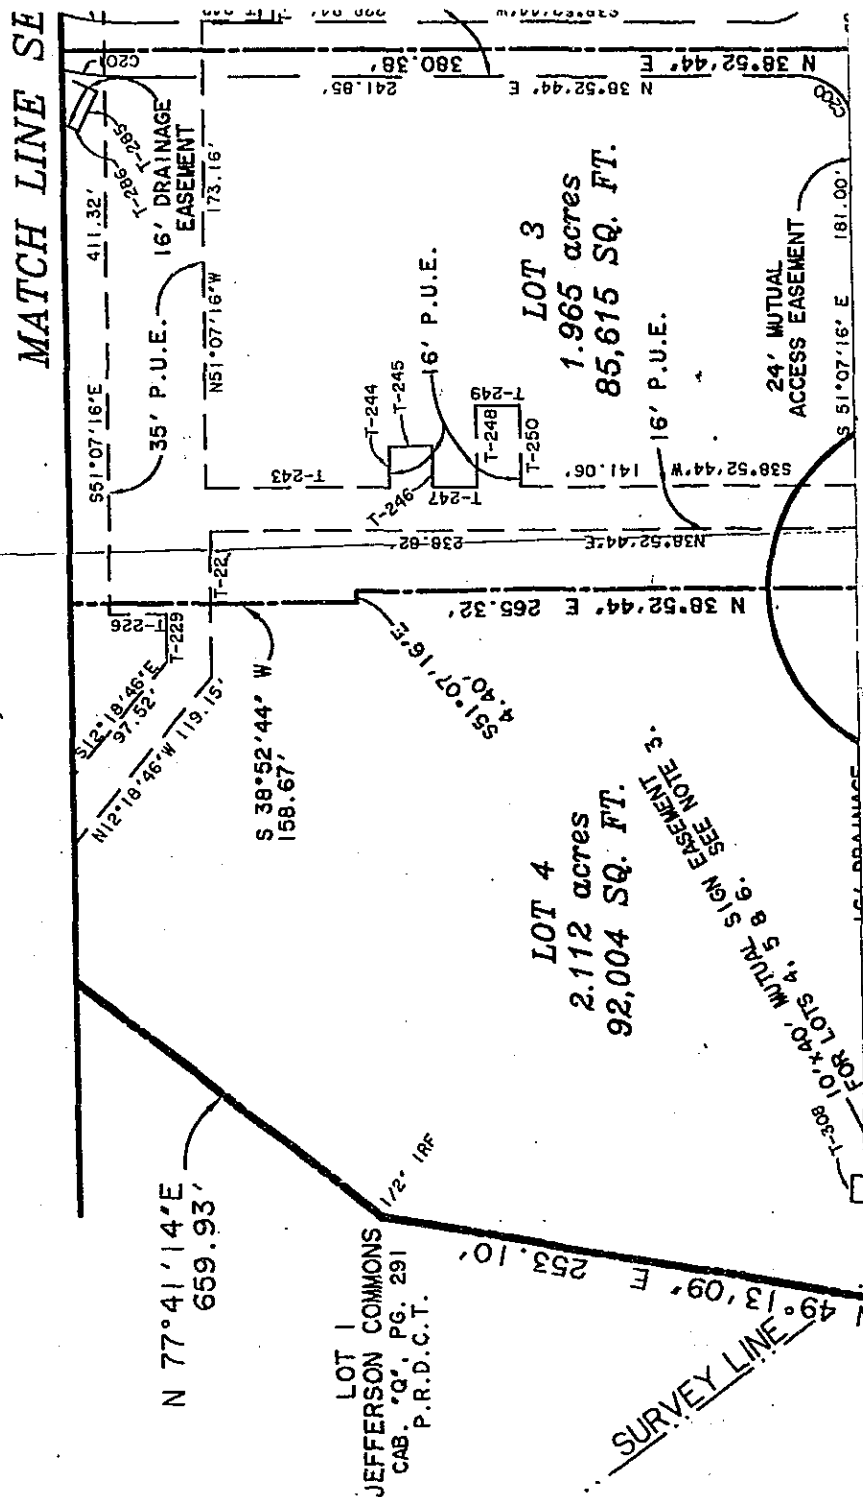 MATCH LINE SE
N 38°52'44" E 380.38'
N 38°52'44" E 241.85'
C201
C200
T-285
T-286
16' DRAINAGE
EASEMENT
411.32'
173.16'
S51°07'16"E
N51°07'16"W
35' P.U.E.
LOT 3
1.965 acres
85,615 SQ. FT.
16' P.U.E.
T-244
T-245
T-246
T-247
T-248
T-249
T-250
T-243
16' P.U.E.
24' MUTUAL
ACCESS EASEMENT
S 51°07'16" E 181.00'
S38°52'44"W 141.06'
N38°52'44"E 238.62'
N 38°52'44" E 265.32'
T-22
T-226
T-229
S12°18'46"E
97.52'
N12°18'46"W 119.15'
S 38°52'44" W
158.67'
S51°07'16"E
4.40'
LOT 4
2.112 acres
92,004 SQ. FT.
T-308
10'x40' MUTUAL SIGN EASEMENT
FOR LOTS 4, 5 & 6. SEE NOTE 3.
N 77°41'14"E
659.93'
1/2" IRF
LOT 1
JEFFERSON COMMONS
CAB. "Q", PG. 291
P.R.D.C.T.
49°13'09" E 253.10'
SURVEY LINE